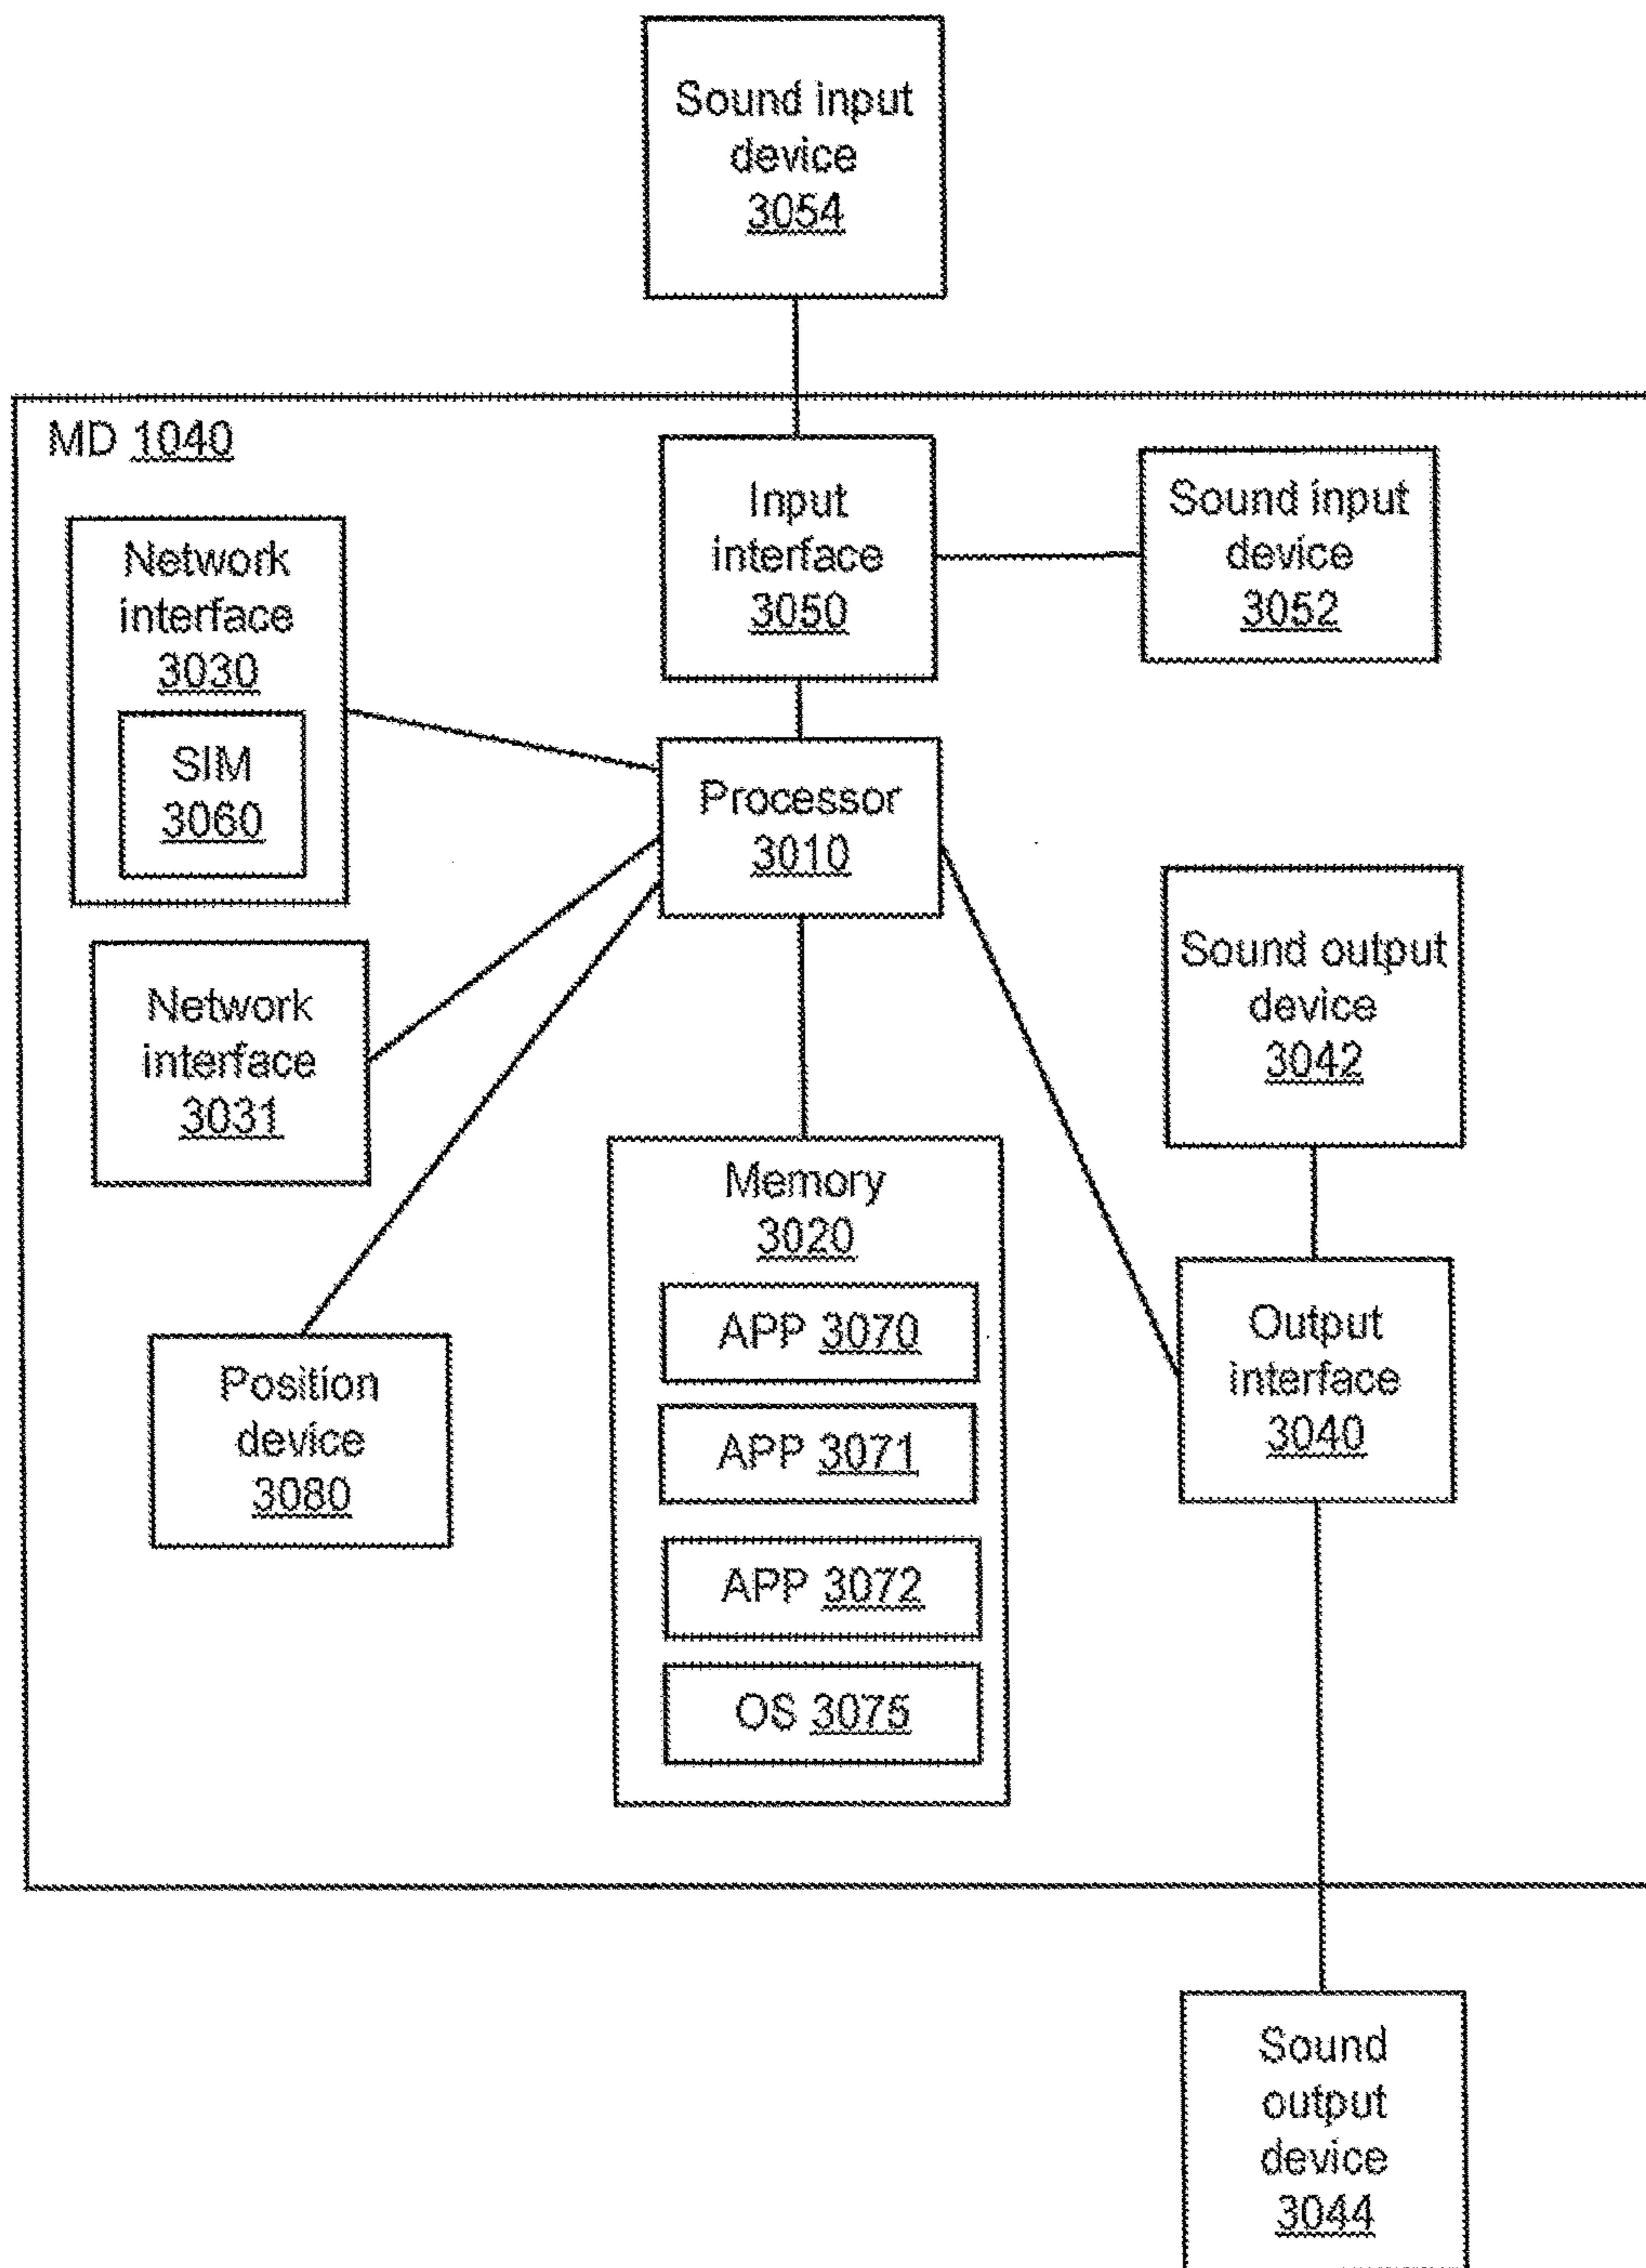 Sound input
device
3054
MD 1040
Input
interface
3050
Sound input
device
3052
Network
interface
3030
SIM
3060
Processor
3010
Network
interface
3031
Sound output
device
3042
Memory
3020
APP 3070
APP 3071
APP 3072
OS 3075
Output
interface
3040
Position
device
3080
Sound
output
device
3044